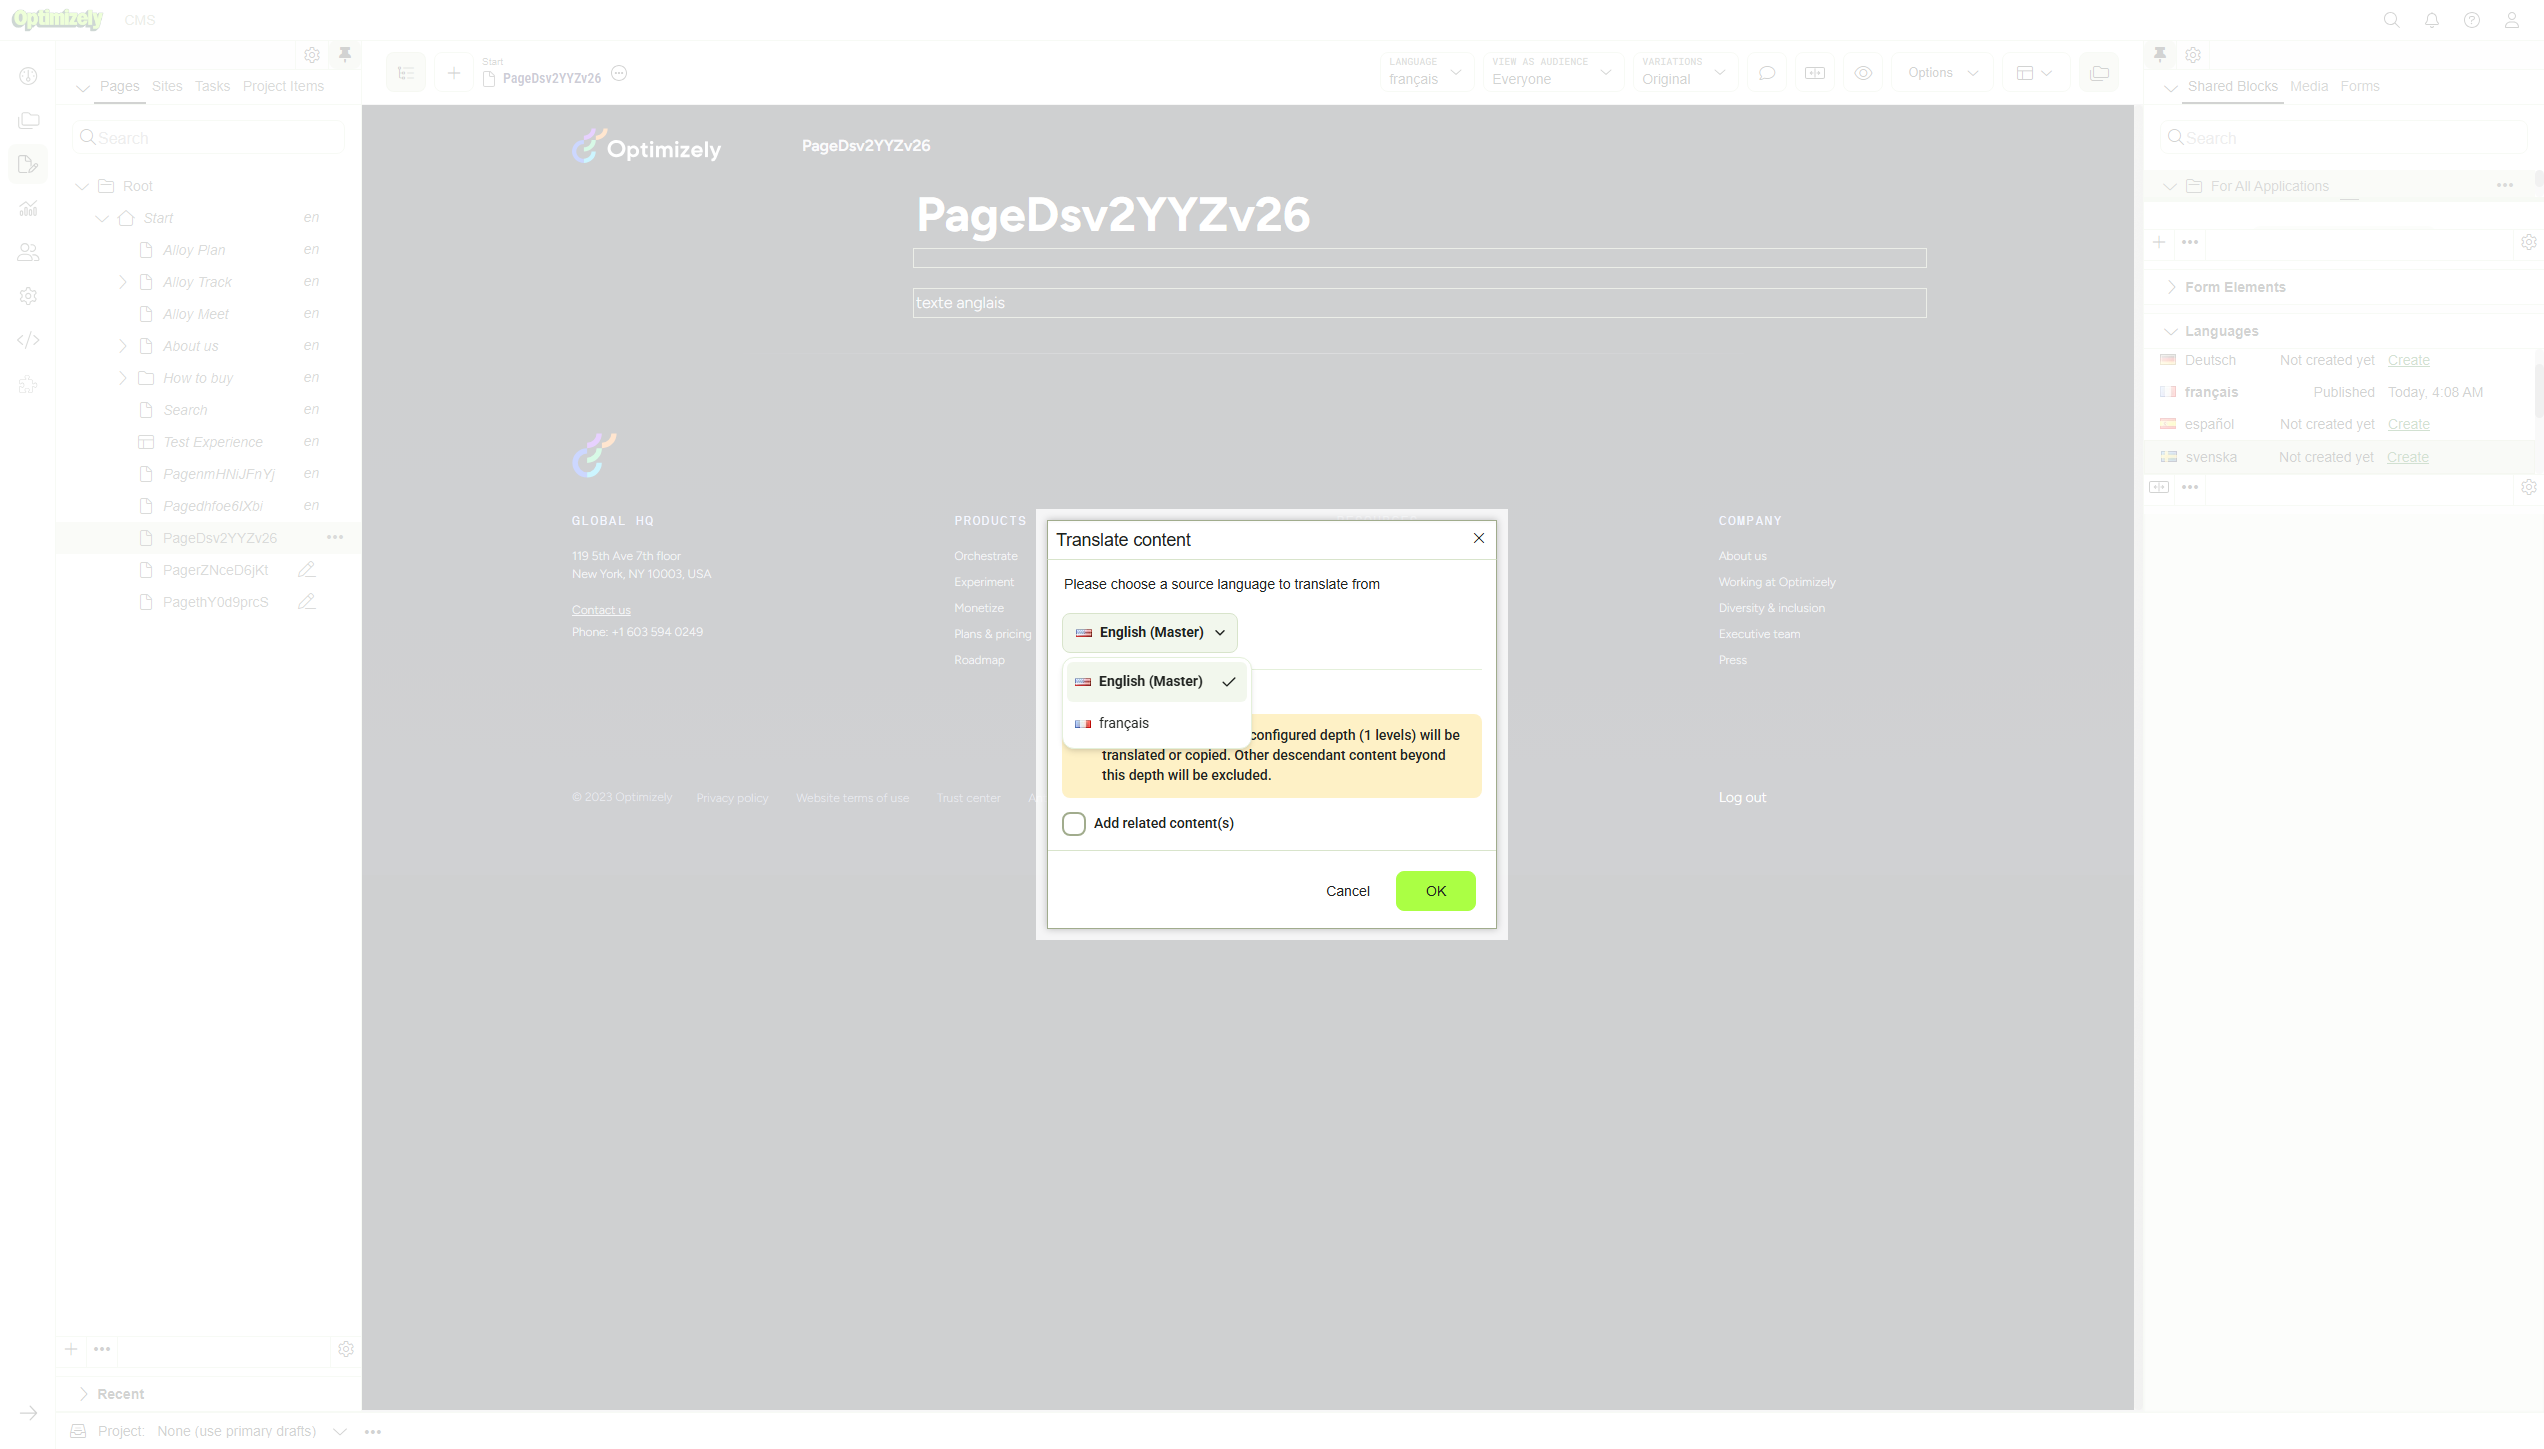 Optimizely
CMS
Pages
Sites
Tasks
Project Items
Search
Root
Start
en
Alloy Plan
en
Alloy Track
en
Alloy Meet
en
About us
en
How to buy
en
Search
en
Test Experience
en
PagenmHNiJFnYj
en
Pagedhfoe6IXbi
en
PageDsv2YYZv26
PagerZNceD6jKt
PagethY0d9prcS
Recent
Project: None (use primary drafts)
Start
PageDsv2YYZv26
LANGUAGE
français
VIEW AS AUDIENCE
Everyone
VARIATIONS
Original
Options
Optimizely
PageDsv2YYZv26
PageDsv2YYZv26
texte anglais
GLOBAL HQ
119 5th Ave 7th floor
New York, NY 10003, USA
Contact us
Phone: +1 603 594 0249
PRODUCTS
Orchestrate
Experiment
Monetize
Plans & pricing
Roadmap
COMPANY
About us
Working at Optimizely
Diversity & inclusion
Executive team
Press
© 2023 Optimizely
Privacy policy
Website terms of use
Trust center
Log out
Translate content
Please choose a source language to translate from
English (Master)
English (Master)
français
configured depth (1 levels) will be
translated or copied. Other descendant content beyond
this depth will be excluded.
Add related content(s)
Cancel
OK
Shared Blocks
Media
Forms
Search
For All Applications
Form Elements
Languages
Deutsch
Not created yet
Create
français
Published
Today, 4:08 AM
español
Not created yet
Create
svenska
Not created yet
Create